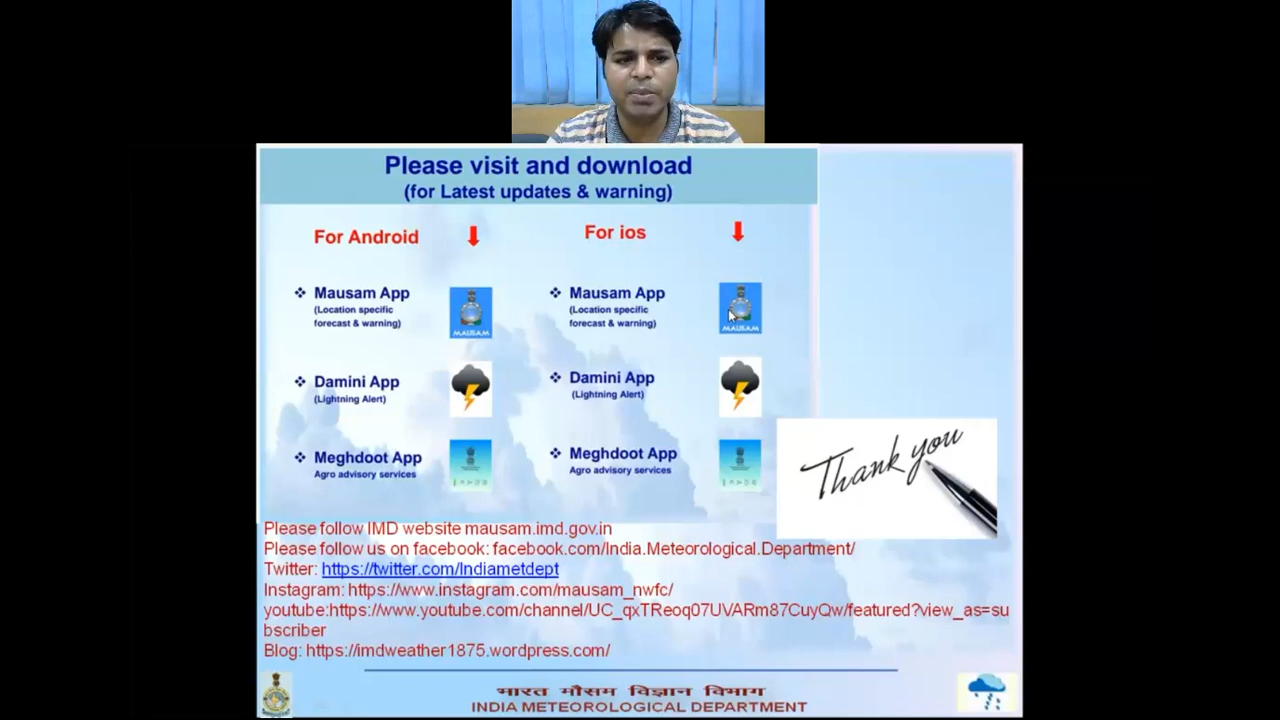 Please visit and download
(for Latest updates & warning)
For Android
For ios
❖ Mausam App
(Location specific
forecast & warning)
MAUSAM
❖ Mausam App
(Location specific
forecast & warning)
MAUSAM
❖ Damini App
(Lightning Alert)
❖ Damini App
(Lightning Alert)
❖ Meghdoot App
Agro advisory services
❖ Meghdoot App
Agro advisory services
Thank you
Please follow IMD website mausam.imd.gov.in
Please follow us on facebook: facebook.com/India.Meteorological.Department/
Twitter: https://twitter.com/Indiametdept
Instagram: https://www.instagram.com/mausam_nwfc/
youtube:https://www.youtube.com/channel/UC_qxTReoq07UVARm87CuyQw/featured?view_as=su
bscriber
Blog: https://imdweather1875.wordpress.com/
भारत मौसम विज्ञान विभाग
INDIA METEOROLOGICAL DEPARTMENT